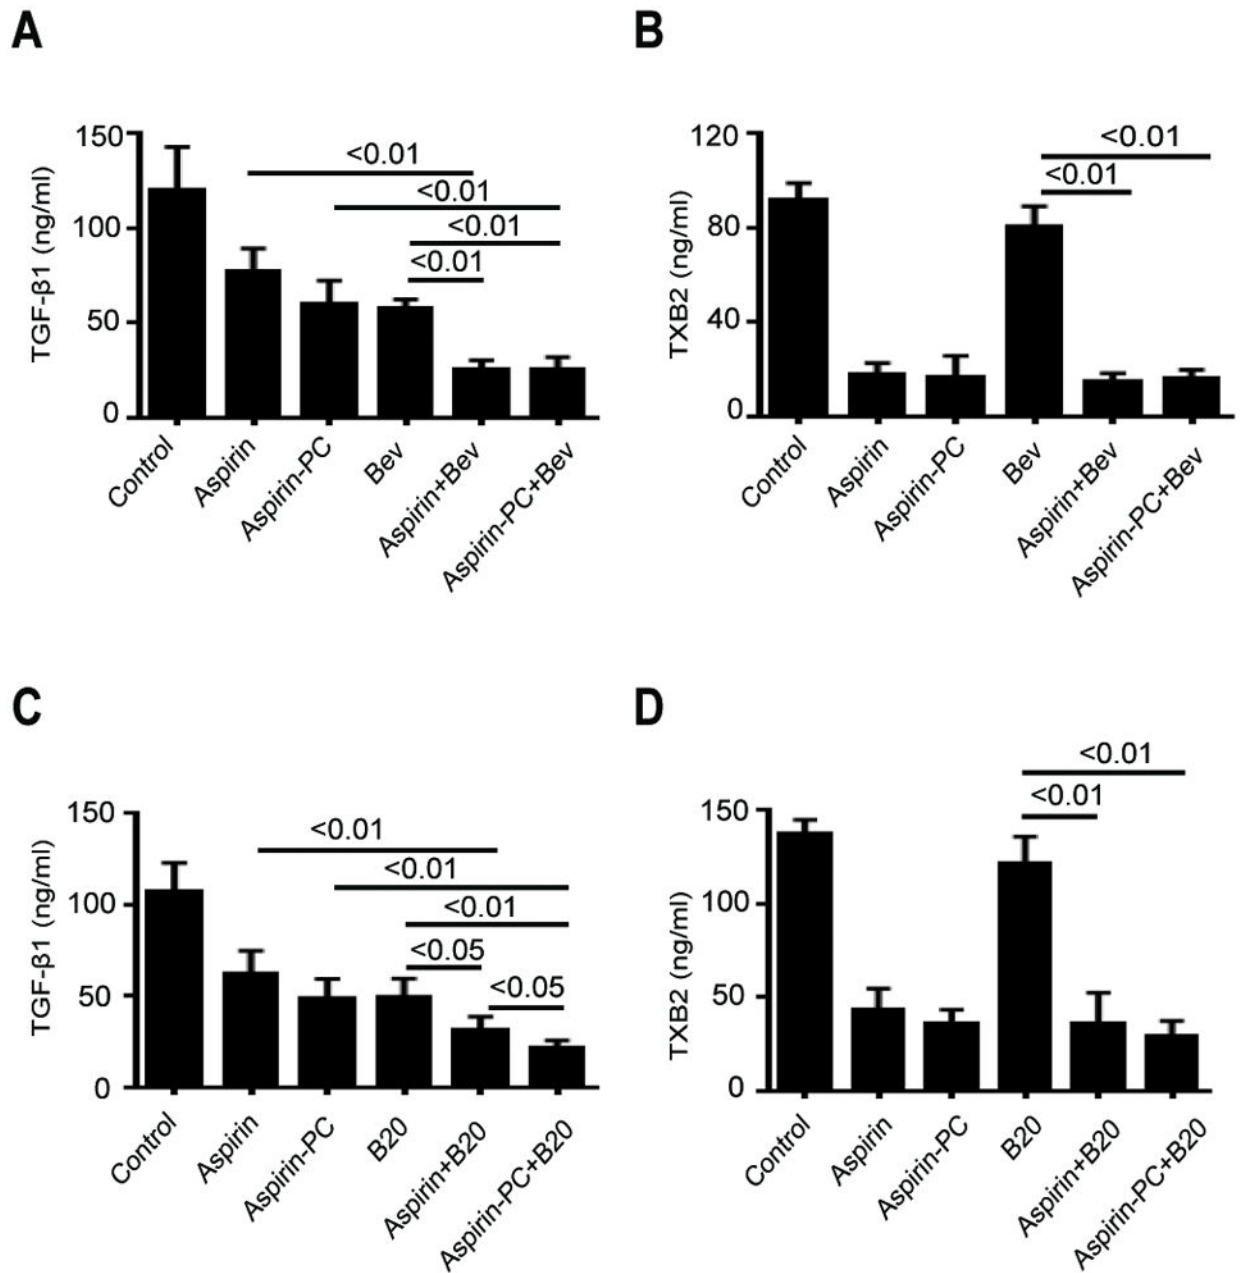 A
TGF-β1 (ng/ml)
150
100
50
0
<0.01
<0.01
<0.01
<0.01
Control
Aspirin
Aspirin-PC
Bev
Aspirin+Bev
Aspirin-PC+Bev
B
TXB2 (ng/ml)
120
80
40
0
<0.01
<0.01
Control
Aspirin
Aspirin-PC
Bev
Aspirin+Bev
Aspirin-PC+Bev
C
TGF-β1 (ng/ml)
150
100
50
0
<0.01
<0.01
<0.01
<0.05
<0.05
Control
Aspirin
Aspirin-PC
B20
Aspirin+B20
Aspirin-PC+B20
D
TXB2 (ng/ml)
150
100
50
0
<0.01
<0.01
Control
Aspirin
Aspirin-PC
B20
Aspirin+B20
Aspirin-PC+B20